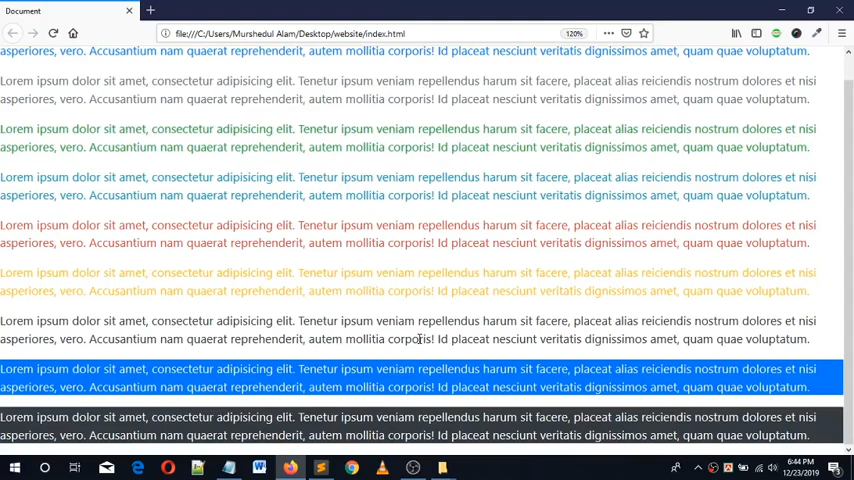 Document
file:///C:/Users/Murshedul Alam/Desktop/website/index.html
120%
asperiores, vero. Accusantium nam quaerat reprehenderit, autem mollitia corporis! Id placeat nesciunt veritatis dignissimos amet, quam quae voluptatum.
Lorem ipsum dolor sit amet, consectetur adipisicing elit. Tenetur ipsum veniam repellendus harum sit facere, placeat alias reiciendis nostrum dolores et nisi
asperiores, vero. Accusantium nam quaerat reprehenderit, autem mollitia corporis! Id placeat nesciunt veritatis dignissimos amet, quam quae voluptatum.
Lorem ipsum dolor sit amet, consectetur adipisicing elit. Tenetur ipsum veniam repellendus harum sit facere, placeat alias reiciendis nostrum dolores et nisi
asperiores, vero. Accusantium nam quaerat reprehenderit, autem mollitia corporis! Id placeat nesciunt veritatis dignissimos amet, quam quae voluptatum.
Lorem ipsum dolor sit amet, consectetur adipisicing elit. Tenetur ipsum veniam repellendus harum sit facere, placeat alias reiciendis nostrum dolores et nisi
asperiores, vero. Accusantium nam quaerat reprehenderit, autem mollitia corporis! Id placeat nesciunt veritatis dignissimos amet, quam quae voluptatum.
Lorem ipsum dolor sit amet, consectetur adipisicing elit. Tenetur ipsum veniam repellendus harum sit facere, placeat alias reiciendis nostrum dolores et nisi
asperiores, vero. Accusantium nam quaerat reprehenderit, autem mollitia corporis! Id placeat nesciunt veritatis dignissimos amet, quam quae voluptatum.
Lorem ipsum dolor sit amet, consectetur adipisicing elit. Tenetur ipsum veniam repellendus harum sit facere, placeat alias reiciendis nostrum dolores et nisi
asperiores, vero. Accusantium nam quaerat reprehenderit, autem mollitia corporis! Id placeat nesciunt veritatis dignissimos amet, quam quae voluptatum.
Lorem ipsum dolor sit amet, consectetur adipisicing elit. Tenetur ipsum veniam repellendus harum sit facere, placeat alias reiciendis nostrum dolores et nisi
asperiores, vero. Accusantium nam quaerat reprehenderit, autem mollitia corporis! Id placeat nesciunt veritatis dignissimos amet, quam quae voluptatum.
Lorem ipsum dolor sit amet, consectetur adipisicing elit. Tenetur ipsum veniam repellendus harum sit facere, placeat alias reiciendis nostrum dolores et nisi
asperiores, vero. Accusantium nam quaerat reprehenderit, autem mollitia corporis! Id placeat nesciunt veritatis dignissimos amet, quam quae voluptatum.
Lorem ipsum dolor sit amet, consectetur adipisicing elit. Tenetur ipsum veniam repellendus harum sit facere, placeat alias reiciendis nostrum dolores et nisi
asperiores, vero. Accusantium nam quaerat reprehenderit, autem mollitia corporis! Id placeat nesciunt veritatis dignissimos amet, quam quae voluptatum.
6:44 PM
12/23/2019